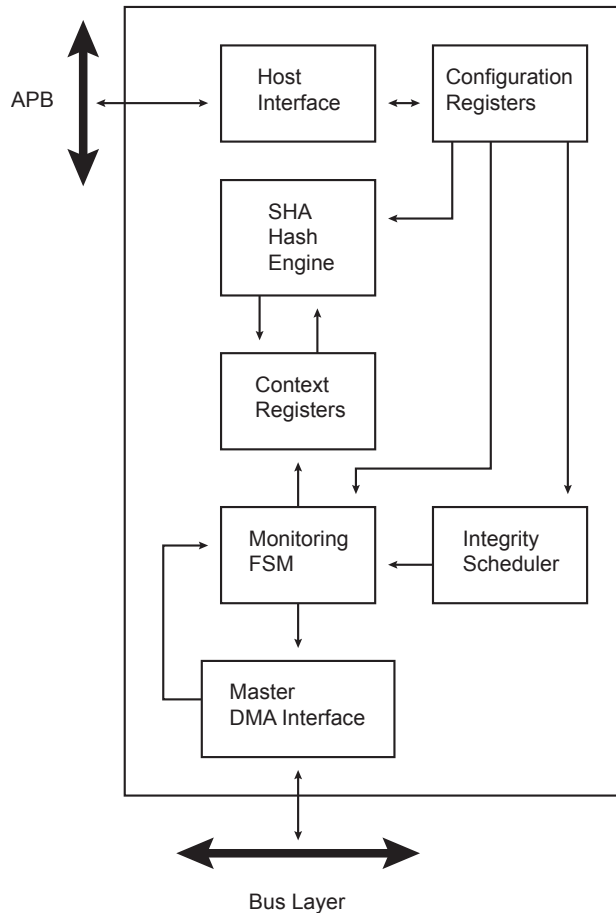 APB
Host
Interface
Configuration
Registers
SHA
Hash
Engine
Context
Registers
Monitoring
FSM
Integrity
Scheduler
Master
DMA Interface
Bus Layer